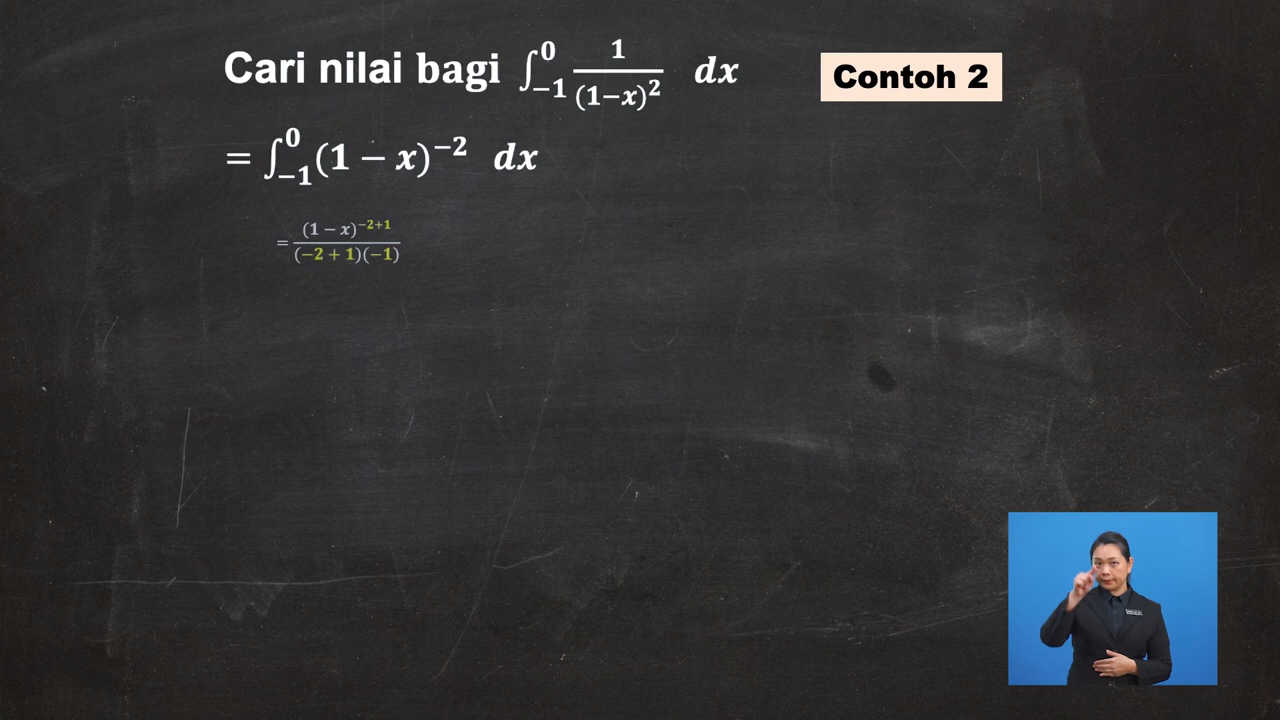 Cari nilai bagi ∫₋₁⁰ 1/(1−x)² dx
Contoh 2
= ∫₋₁⁰ (1 − x)⁻² dx
= (1 − x)⁻²⁺¹/(−2 + 1)(−1)